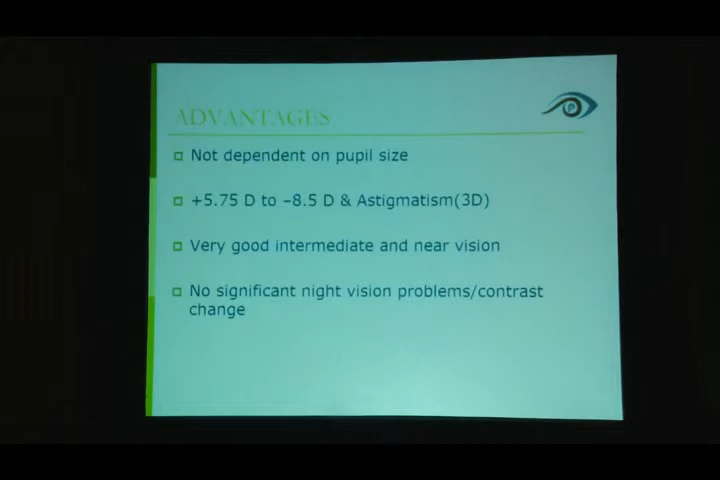 ADVANTAGES
Not dependent on pupil size
+5.75 D to –8.5 D & Astigmatism(3D)
Very good intermediate and near vision
No significant night vision problems/contrast
change